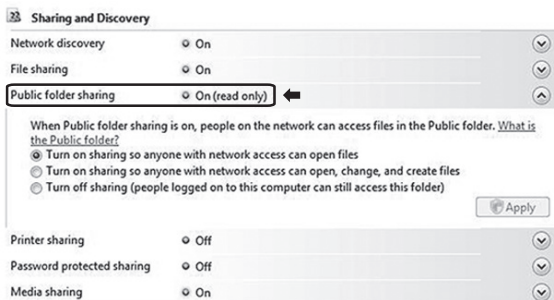 Sharing and Discovery
Network discovery On
File sharing On
Public folder sharing On (read only)
When Public folder sharing is on, people on the network can access files in the Public folder. What is
the Public folder?
Turn on sharing so anyone with network access can open files
Turn on sharing so anyone with network access can open, change, and create files
Turn off sharing (people logged on to this computer can still access this folder)
Apply
Printer sharing Off
Password protected sharing Off
Media sharing On